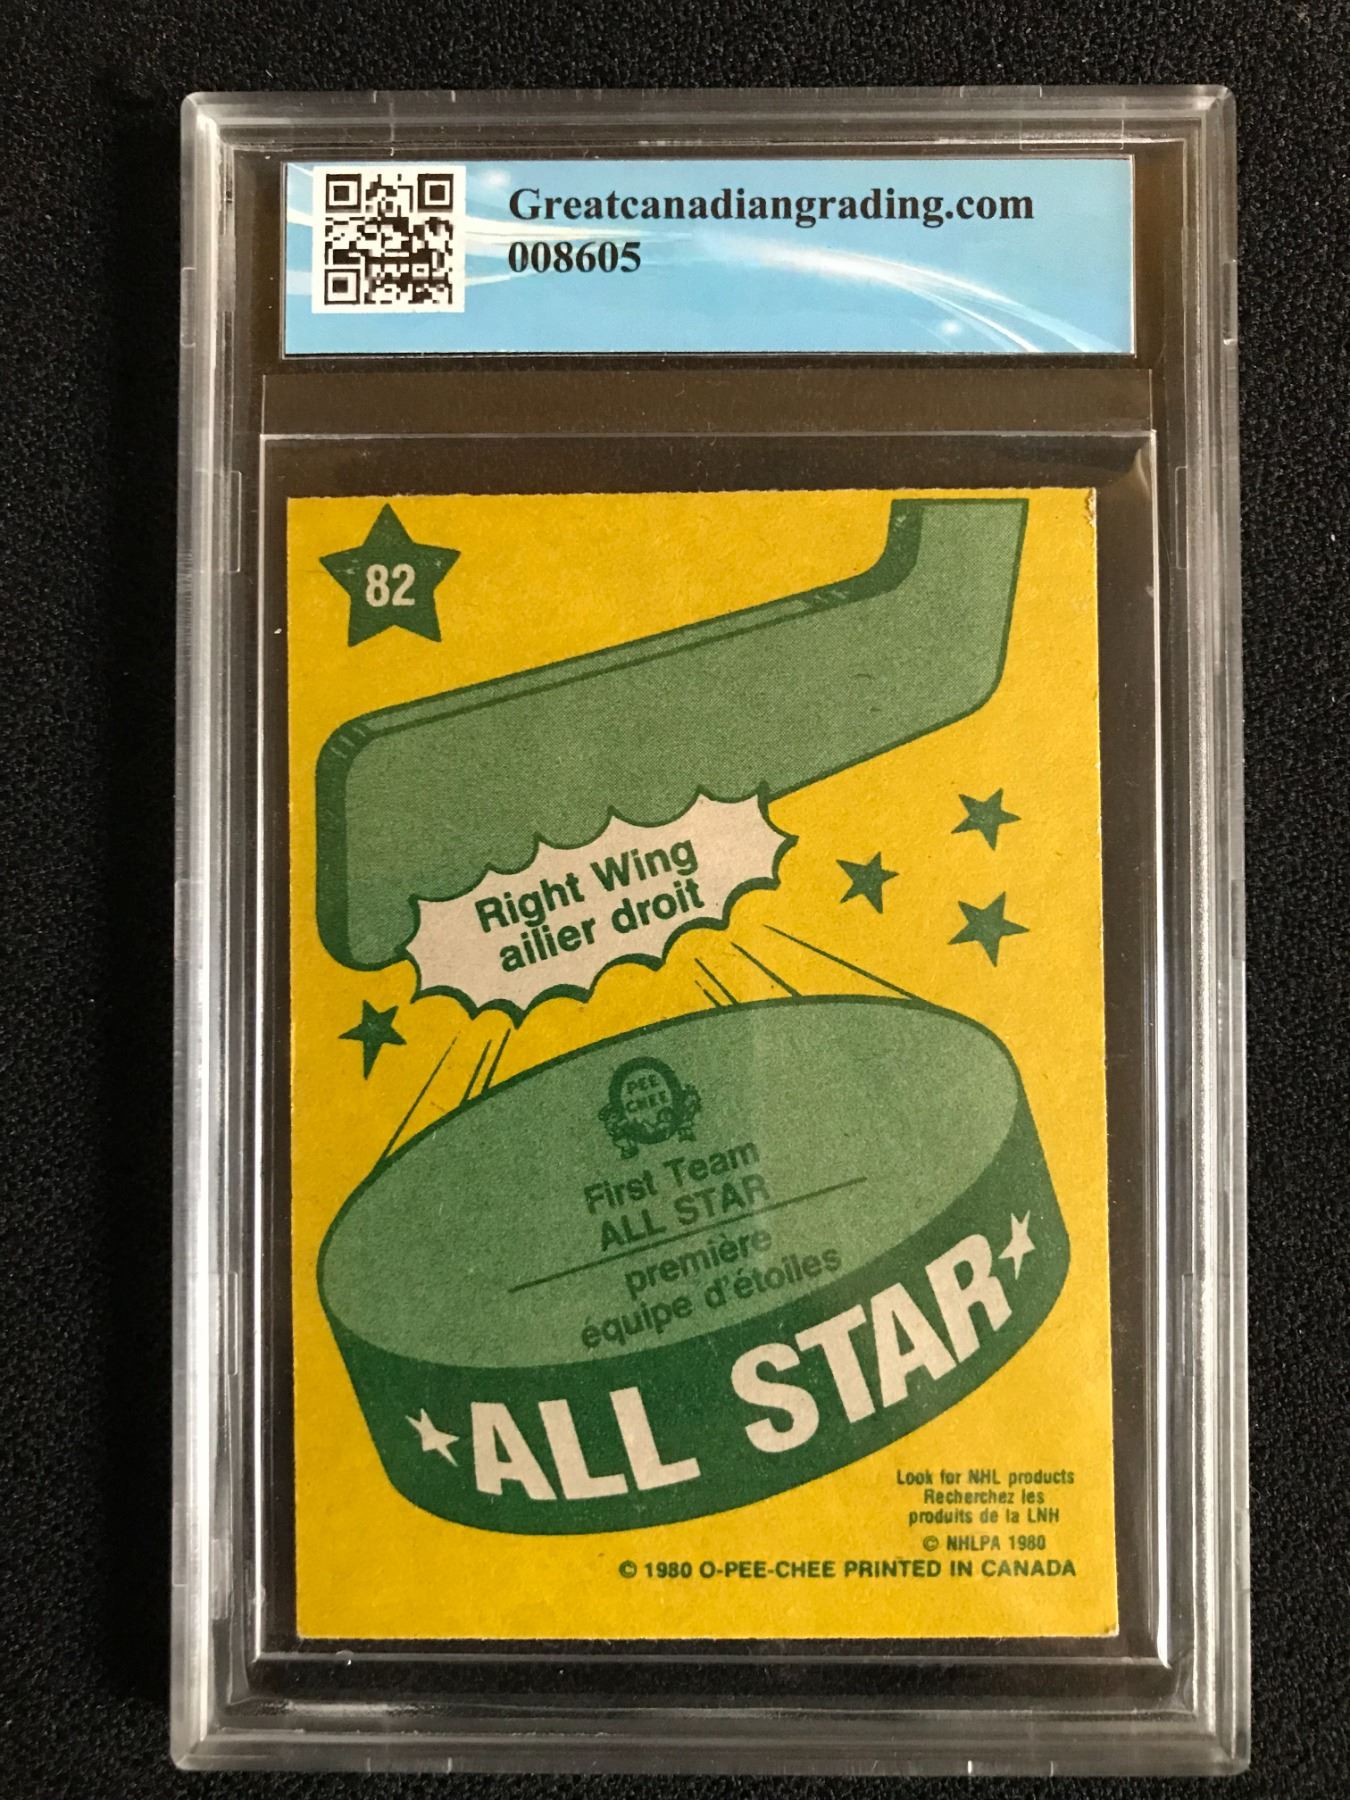 Greatcanadiangrading.com
008605
82
Right Wing
ailier droit
PEE
CHEE
First Team
ALL STAR
première
équipe d'étoiles
ALL STAR
Look for NHL products
Recherchez les
produits de la LNH
© NHLPA 1980
© 1980 O-PEE-CHEE PRINTED IN CANADA